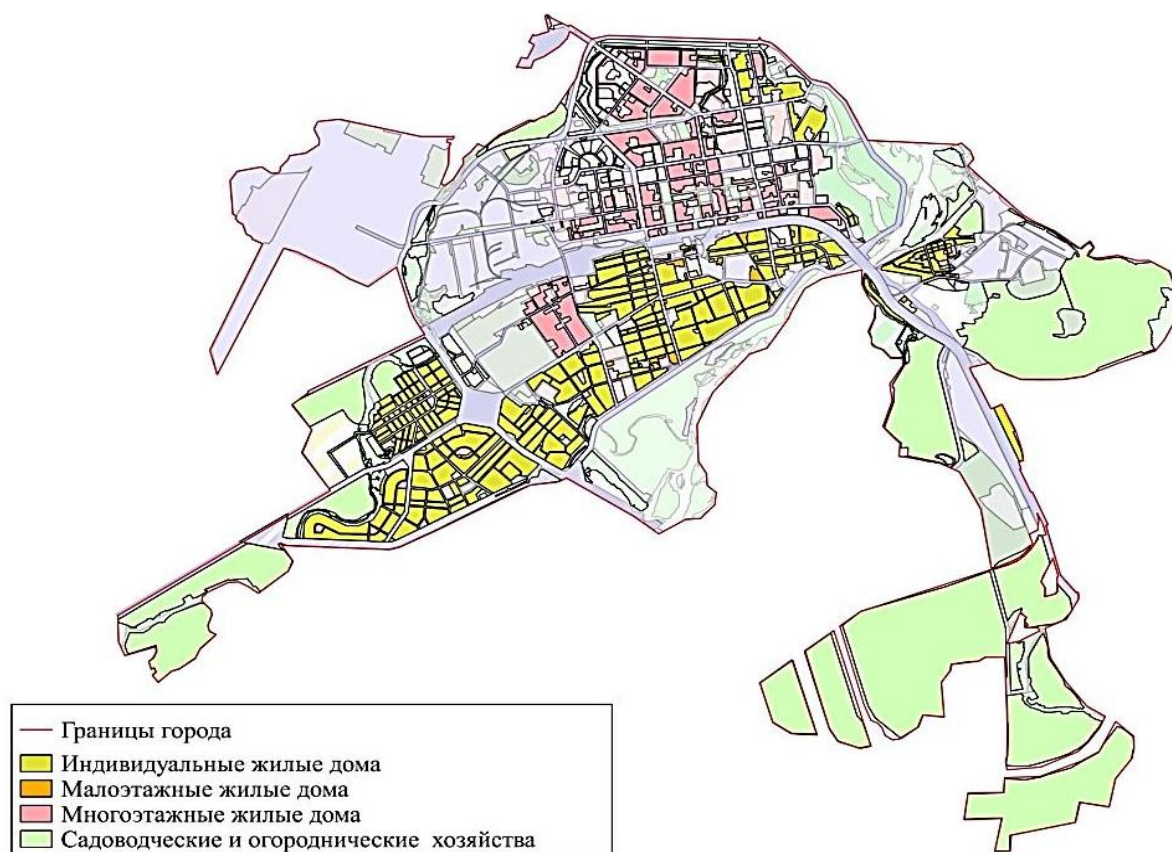 Границы города
Индивидуальные жилые дома
Малоэтажные жилые дома
Многоэтажные жилые дома
Садоводческие и огороднические хозяйства